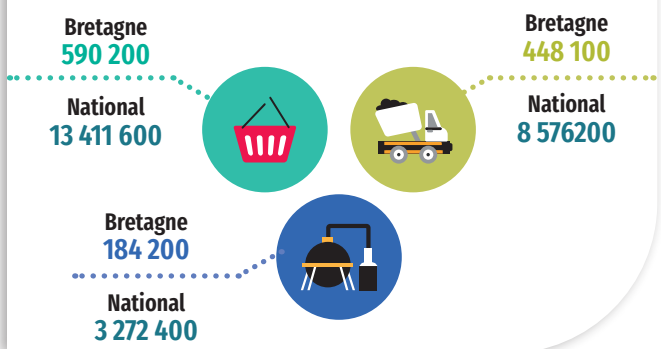 Bretagne
590 200
National
13 411 600
Bretagne
448 100
National
8 576200
Bretagne
184 200
National
3 272 400